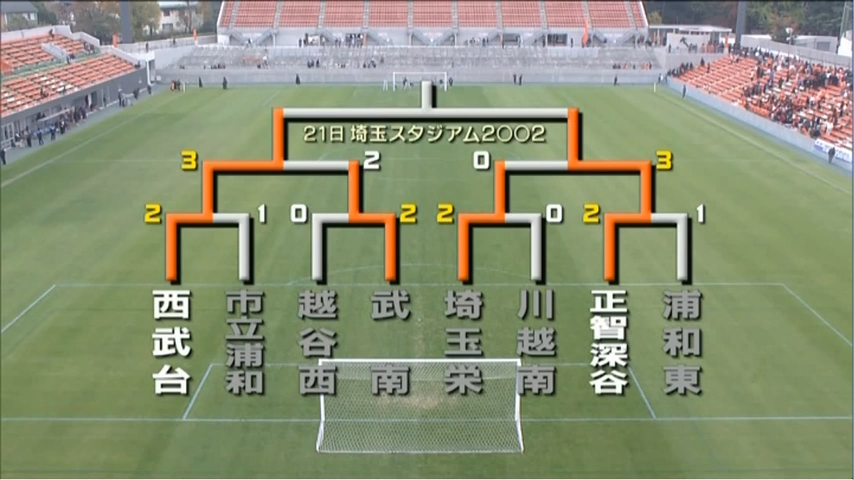 21日 埼玉スタジアム2002
3 2 0 3
2 1 0 2 2 0 2 1
西武台
市立浦和
越谷西
武南
埼玉栄
川越南
正智深谷
浦和東